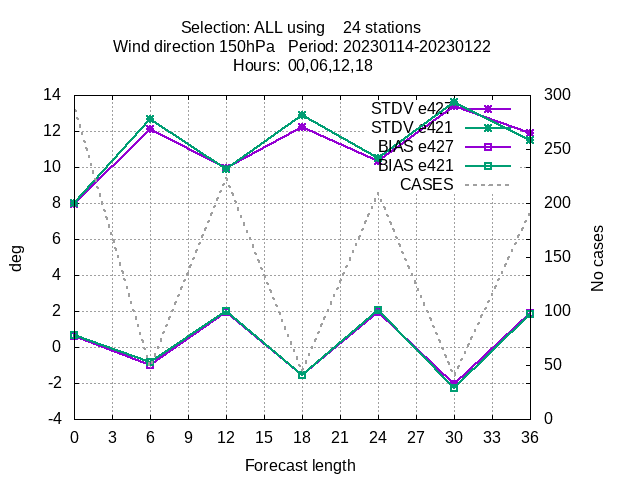 Selection: ALL using    24 stations
Wind direction 150hPa   Period: 20230114-20230122
Hours:  00,06,12,18
14 STDV e427 300
STDV e421
12 BIAS e427 250
10 BIAS e421
CASES
8 200
6
deg No cases
4 150
2 100
0
50
-2
-4 0
0 3 6 9 12 15 18 21 24 27 30 33 36
Forecast length